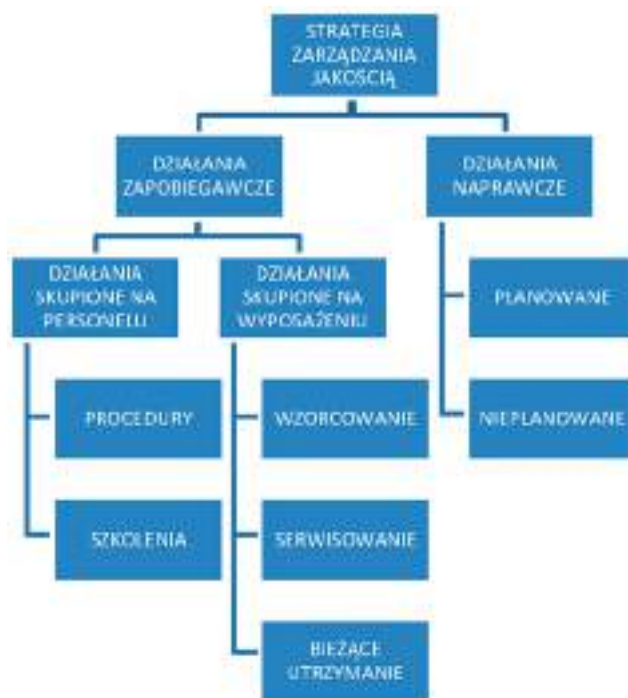 STRATEGIA
ZARZĄDZANIA
JAKOŚCIĄ
DZIAŁANIA
ZAPOBIEGAWCZE
DZIAŁANIA
NAPRAWCZE
DZIAŁANIA
SKUPIONE NA
PERSONELU
DZIAŁANIA
SKUPIONE NA
WYPOSAŻENIU
PLANOWANE
PROCEDURY
WZORCOWANIE
NIEPLANOWANE
SZKOLENIA
SERWISOWANIE
BIEŻĄCE
UTRZYMANIE